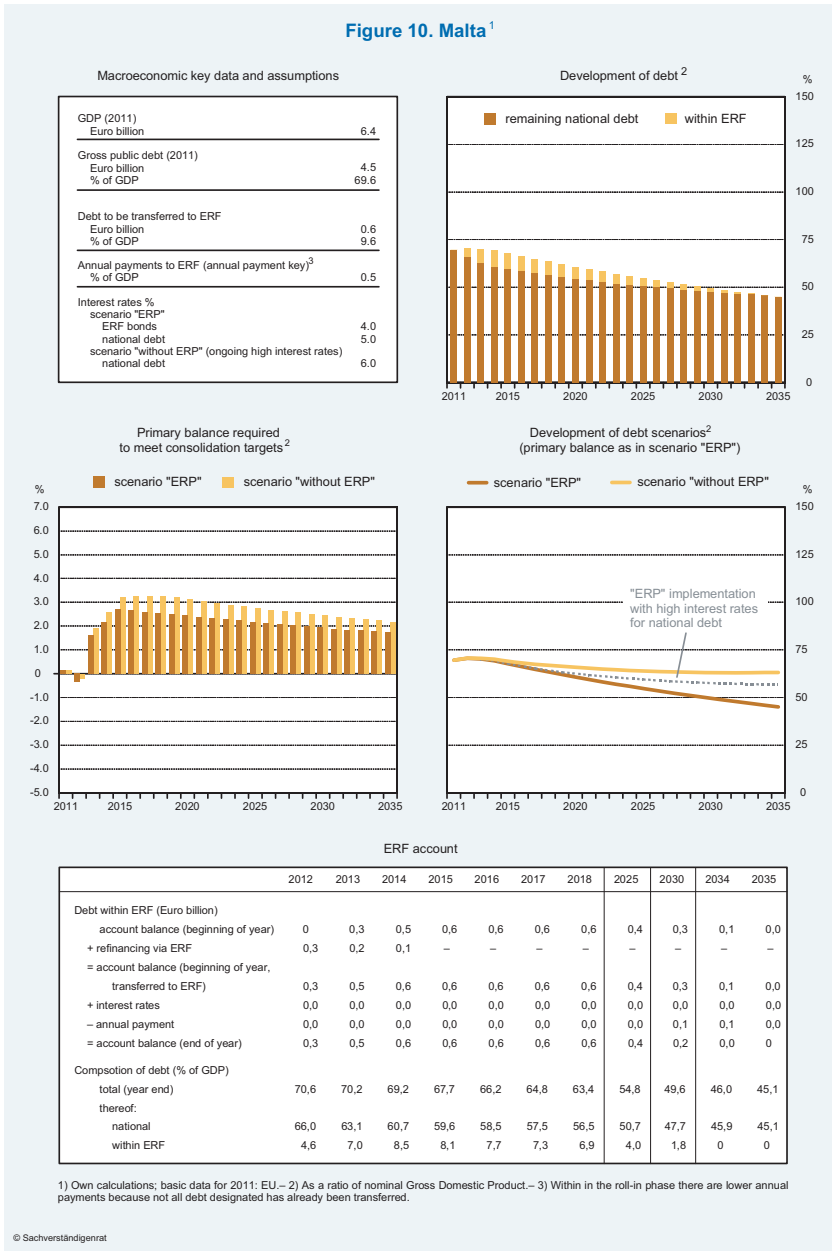 Figure 10. Malta 1
Macroeconomic key data and assumptions
GDP (2011)
Euro billion 6.4
Gross public debt (2011)
Euro billion 4.5
% of GDP 69.6
Debt to be transferred to ERF
Euro billion 0.6
% of GDP 9.6
Annual payments to ERF (annual payment key)3
% of GDP 0.5
Interest rates %
scenario "ERP"
ERF bonds 4.0
national debt 5.0
scenario "without ERP" (ongoing high interest rates)
national debt 6.0
Development of debt 2
%
150
remaining national debt within ERF
125
100
75
50
25
0
2011 2015 2020 2025 2030 2035
Primary balance required
to meet consolidation targets 2
scenario "ERP" scenario "without ERP"
%
7.0
6.0
5.0
4.0
3.0
2.0
1.0
0
-1.0
-2.0
-3.0
-4.0
-5.0
2011 2015 2020 2025 2030 2035
Development of debt scenarios2
(primary balance as in scenario "ERP")
scenario "ERP" scenario "without ERP"
%
150
125
"ERP" implementation
with high interest rates
for national debt
100
75
50
25
0
2011 2015 2020 2025 2030 2035
ERF account
2012 2013 2014 2015 2016 2017 2018 2025 2030 2034 2035
Debt within ERF (Euro billion)
account balance (beginning of year) 0 0,3 0,5 0,6 0,6 0,6 0,6 0,4 0,3 0,1 0,0
+ refinancing via ERF 0,3 0,2 0,1 – – – – – – – –
= account balance (beginning of year,
transferred to ERF) 0,3 0,5 0,6 0,6 0,6 0,6 0,6 0,4 0,3 0,1 0,0
+ interest rates 0,0 0,0 0,0 0,0 0,0 0,0 0,0 0,0 0,0 0,0 0,0
– annual payment 0,0 0,0 0,0 0,0 0,0 0,0 0,0 0,0 0,1 0,1 0,0
= account balance (end of year) 0,3 0,5 0,6 0,6 0,6 0,6 0,6 0,4 0,2 0,0 0
Compsotion of debt (% of GDP)
total (year end) 70,6 70,2 69,2 67,7 66,2 64,8 63,4 54,8 49,6 46,0 45,1
thereof:
national 66,0 63,1 60,7 59,6 58,5 57,5 56,5 50,7 47,7 45,9 45,1
within ERF 4,6 7,0 8,5 8,1 7,7 7,3 6,9 4,0 1,8 0 0
1) Own calculations; basic data for 2011: EU.– 2) As a ratio of nominal Gross Domestic Product.– 3) Within in the roll-in phase there are lower annual
payments because not all debt designated has already been transferred.
© Sachverständigenrat